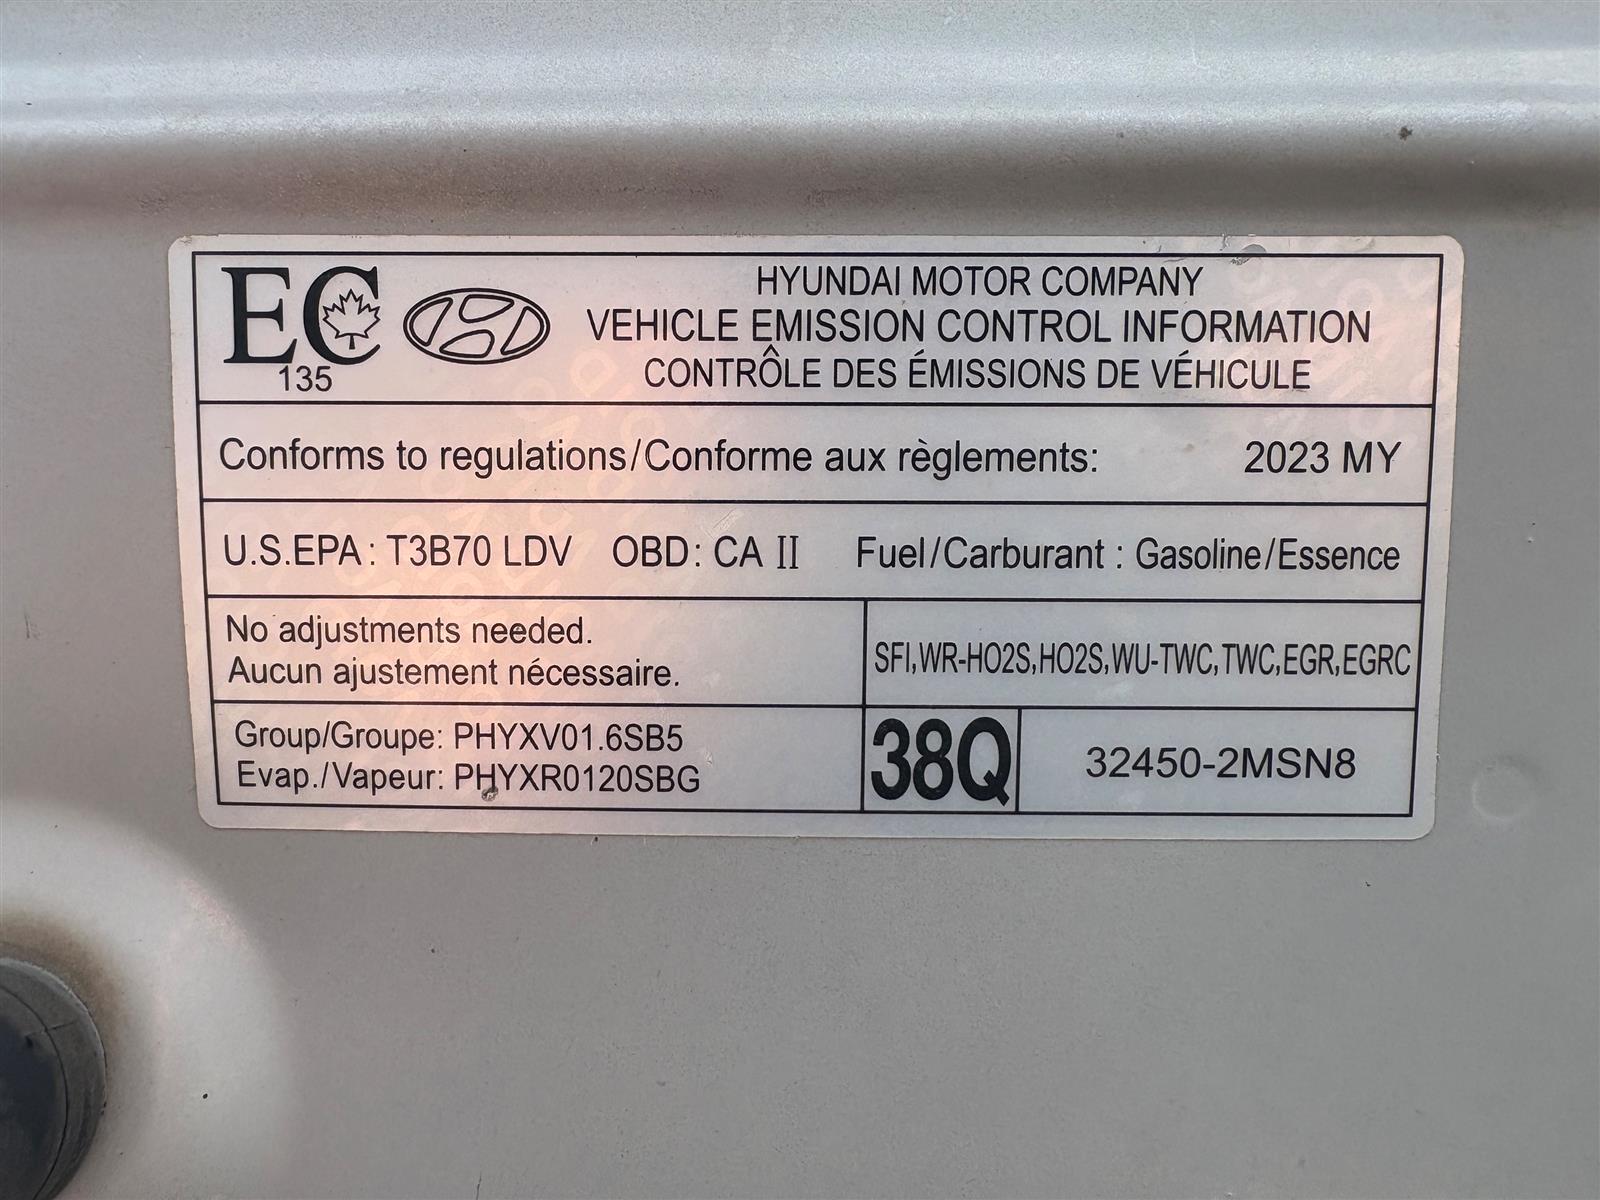 EC
135
HYUNDAI MOTOR COMPANY
VEHICLE EMISSION CONTROL INFORMATION
CONTRÔLE DES ÉMISSIONS DE VÉHICULE
Conforms to regulations/Conforme aux règlements: 2023 MY
U.S.EPA: T3B70 LDV OBD: CA II Fuel/Carburant : Gasoline/Essence
No adjustments needed.
Aucun ajustement nécessaire.
SFI,WR-HO2S,HO2S,WU-TWC,TWC,EGR,EGRC
Group/Groupe: PHYXV01.6SB5
Evap./Vapeur: PHYXR0120SBG
38Q
32450-2MSN8